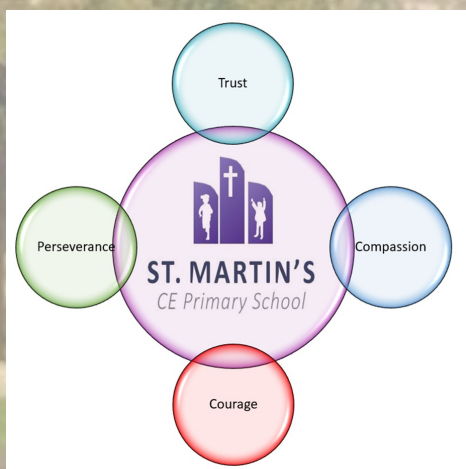 Trust
Perseverance
Compassion
ST. MARTIN'S
CE Primary School
Courage